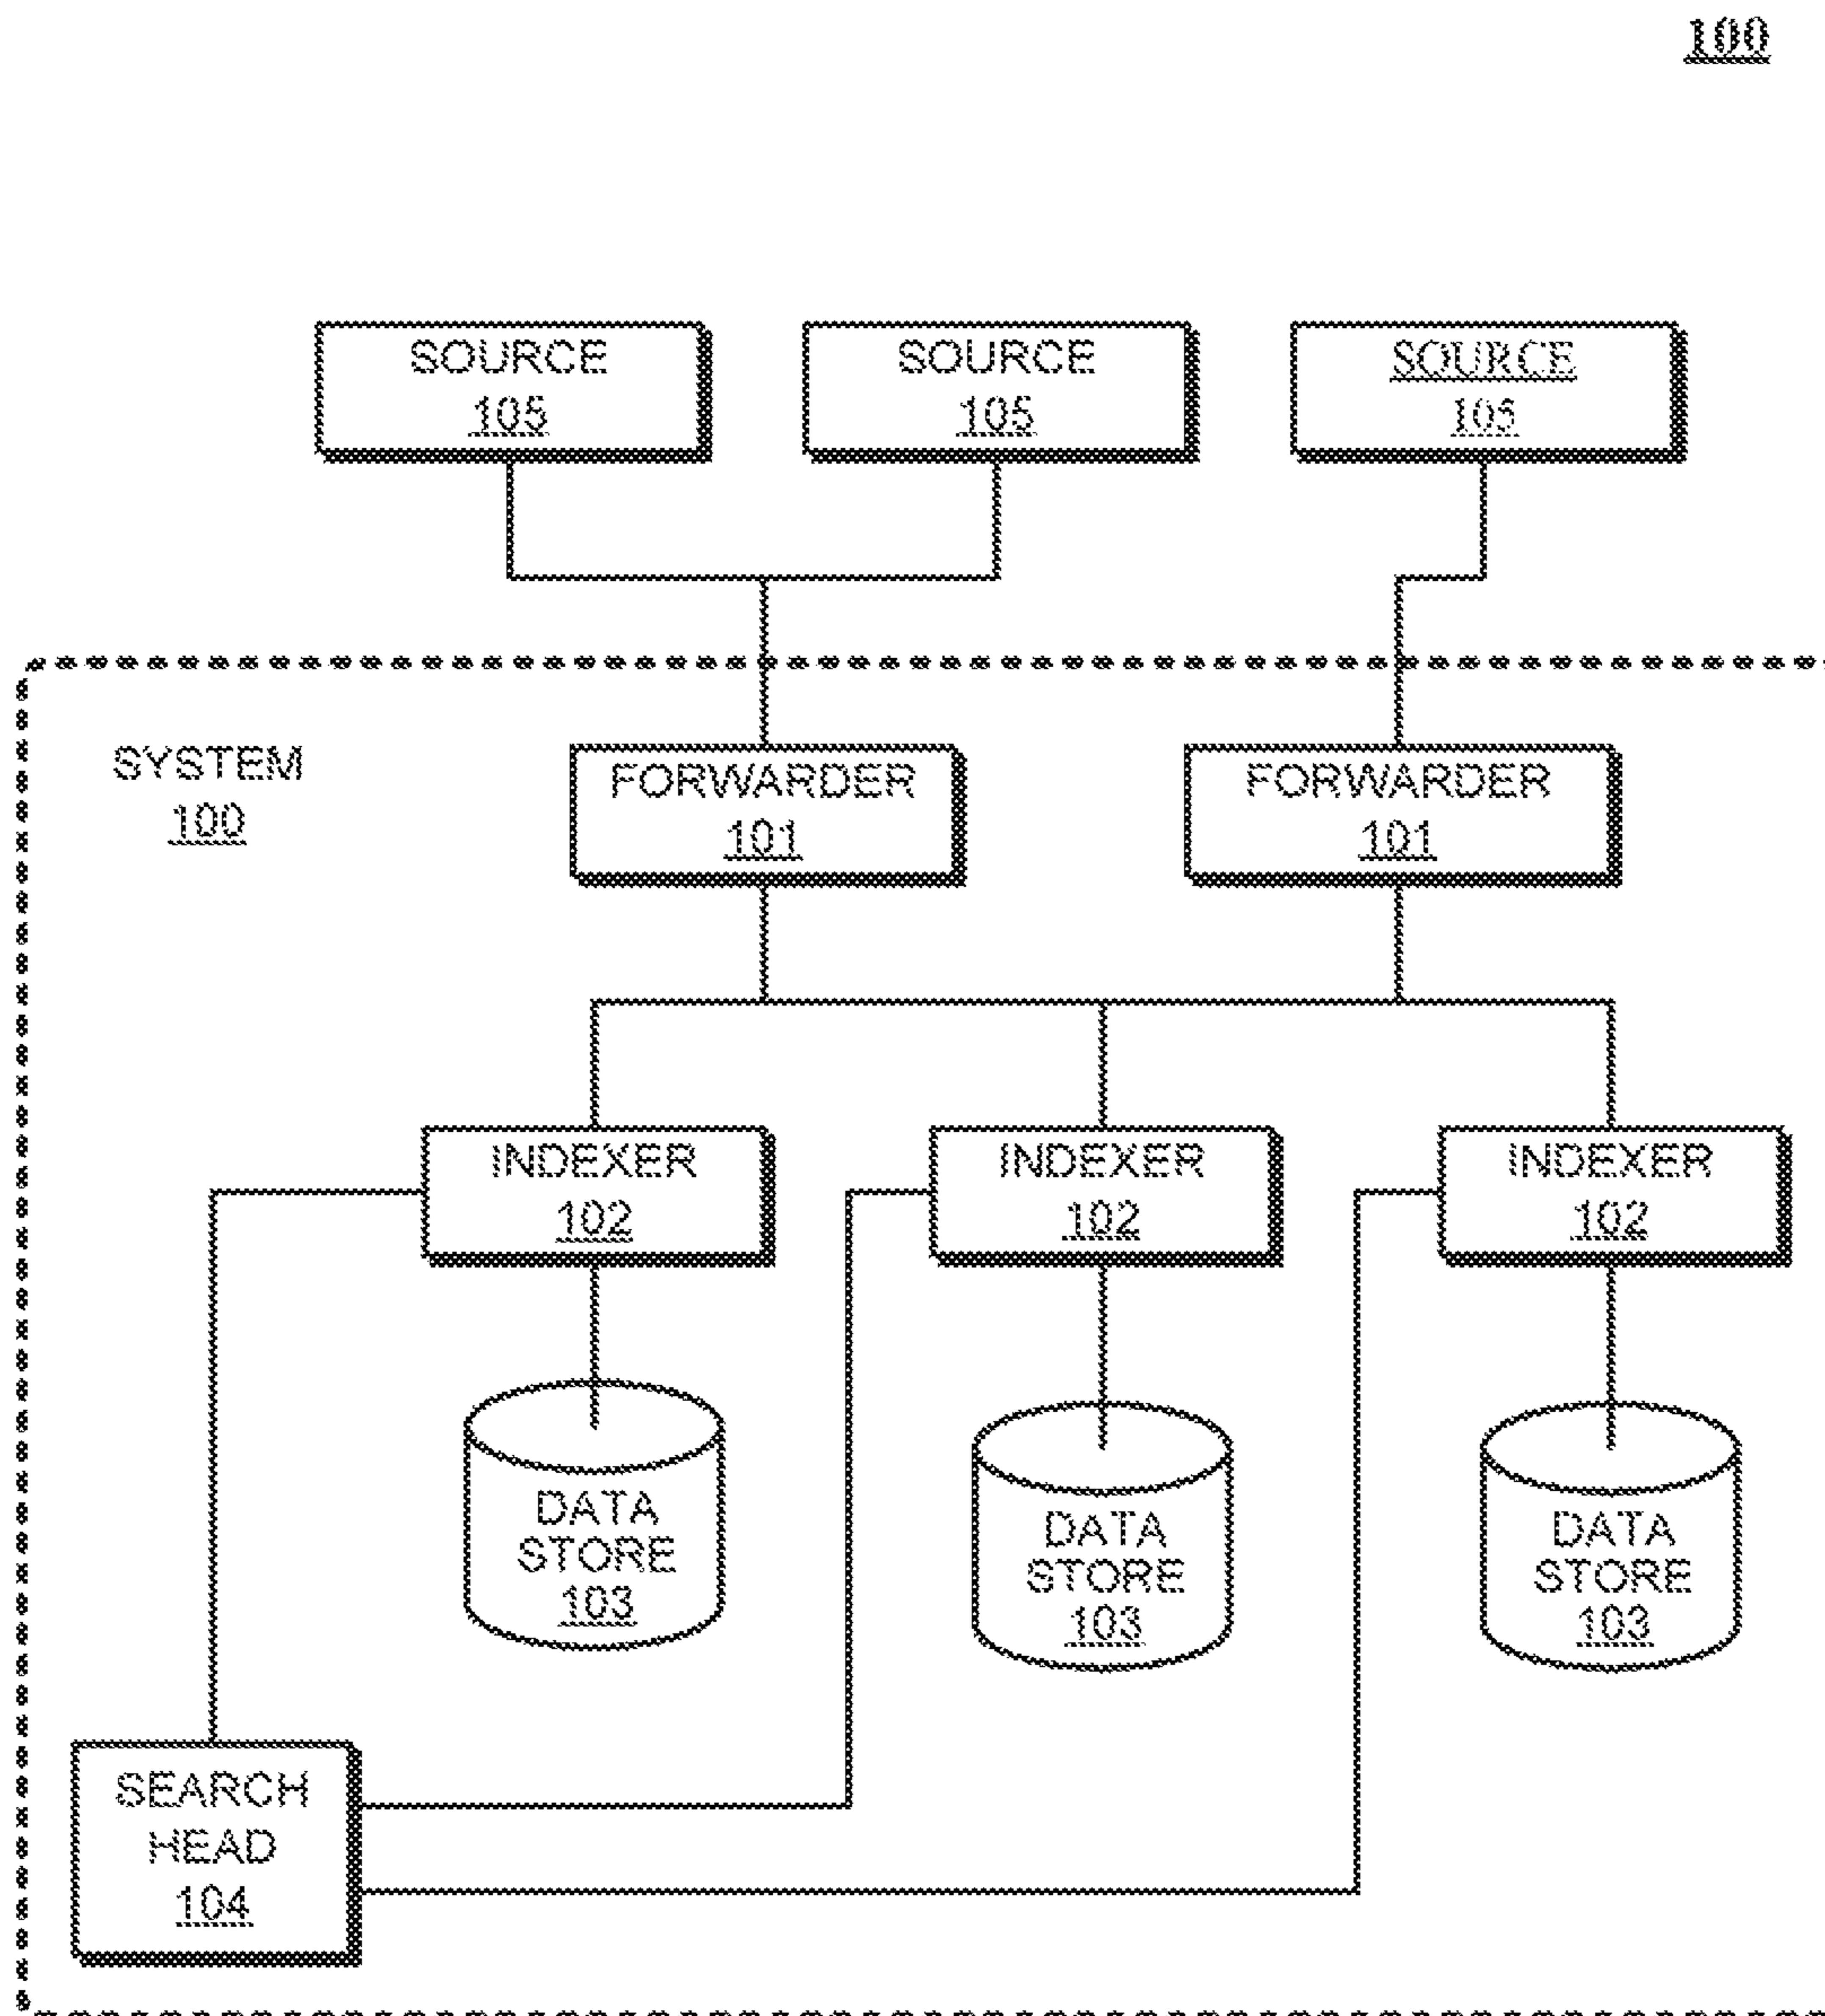 100
SOURCE
105
SOURCE
105
SOURCE
105
SYSTEM
100
FORWARDER
101
FORWARDER
101
INDEXER
102
INDEXER
102
INDEXER
102
DATA
STORE
103
DATA
STORE
103
DATA
STORE
103
SEARCH
HEAD
104